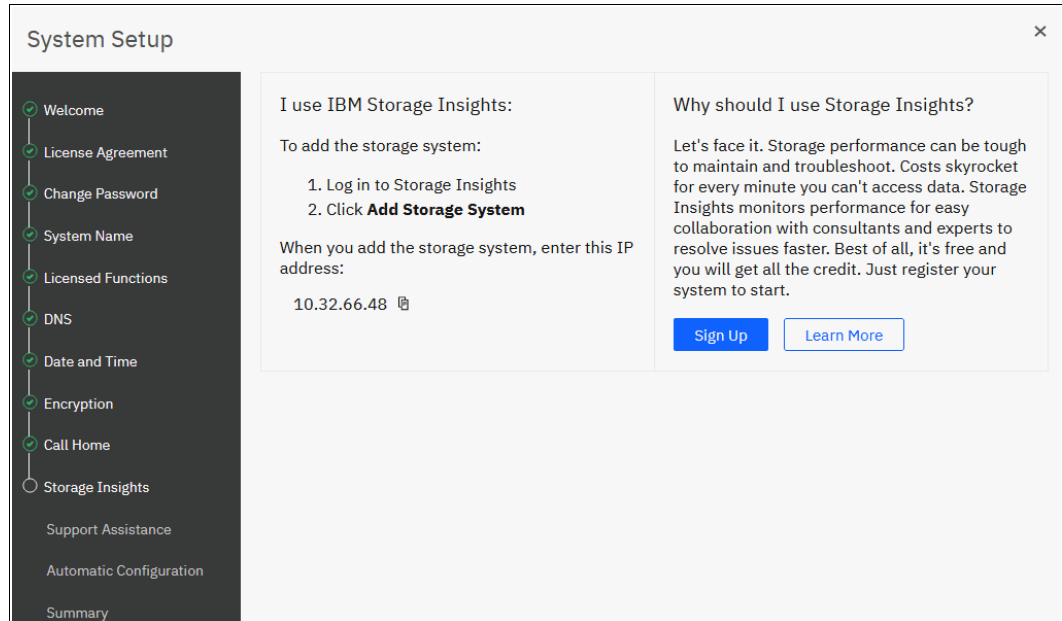 System Setup
Welcome
License Agreement
Change Password
System Name
Licensed Functions
DNS
Date and Time
Encryption
Call Home
Storage Insights
Support Assistance
Automatic Configuration
Summary
I use IBM Storage Insights:
To add the storage system:
1. Log in to Storage Insights
2. Click Add Storage System
When you add the storage system, enter this IP
address:
10.32.66.48
Why should I use Storage Insights?
Let's face it. Storage performance can be tough
to maintain and troubleshoot. Costs skyrocket
for every minute you can't access data. Storage
Insights monitors performance for easy
collaboration with consultants and experts to
resolve issues faster. Best of all, it's free and
you will get all the credit. Just register your
system to start.
Sign Up
Learn More